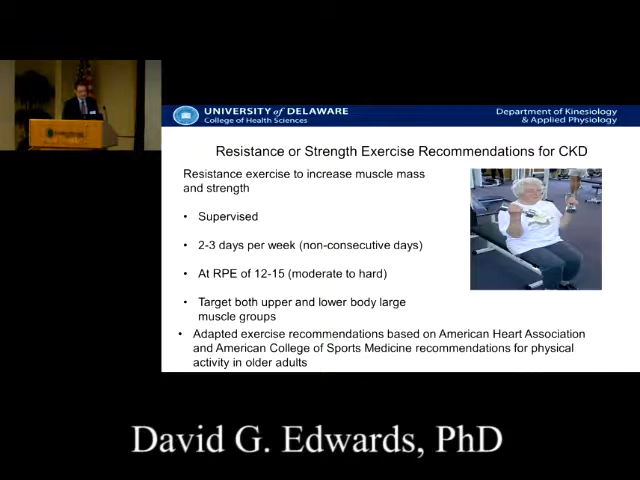 UNIVERSITY of DELAWARE
College of Health Sciences
Department of Kinesiology
& Applied Physiology
Resistance or Strength Exercise Recommendations for CKD
Resistance exercise to increase muscle mass
and strength
• Supervised
• 2-3 days per week (non-consecutive days)
• At RPE of 12-15 (moderate to hard)
• Target both upper and lower body large
muscle groups
• Adapted exercise recommendations based on American Heart Association
and American College of Sports Medicine recommendations for physical
activity in older adults
David G. Edwards, PhD